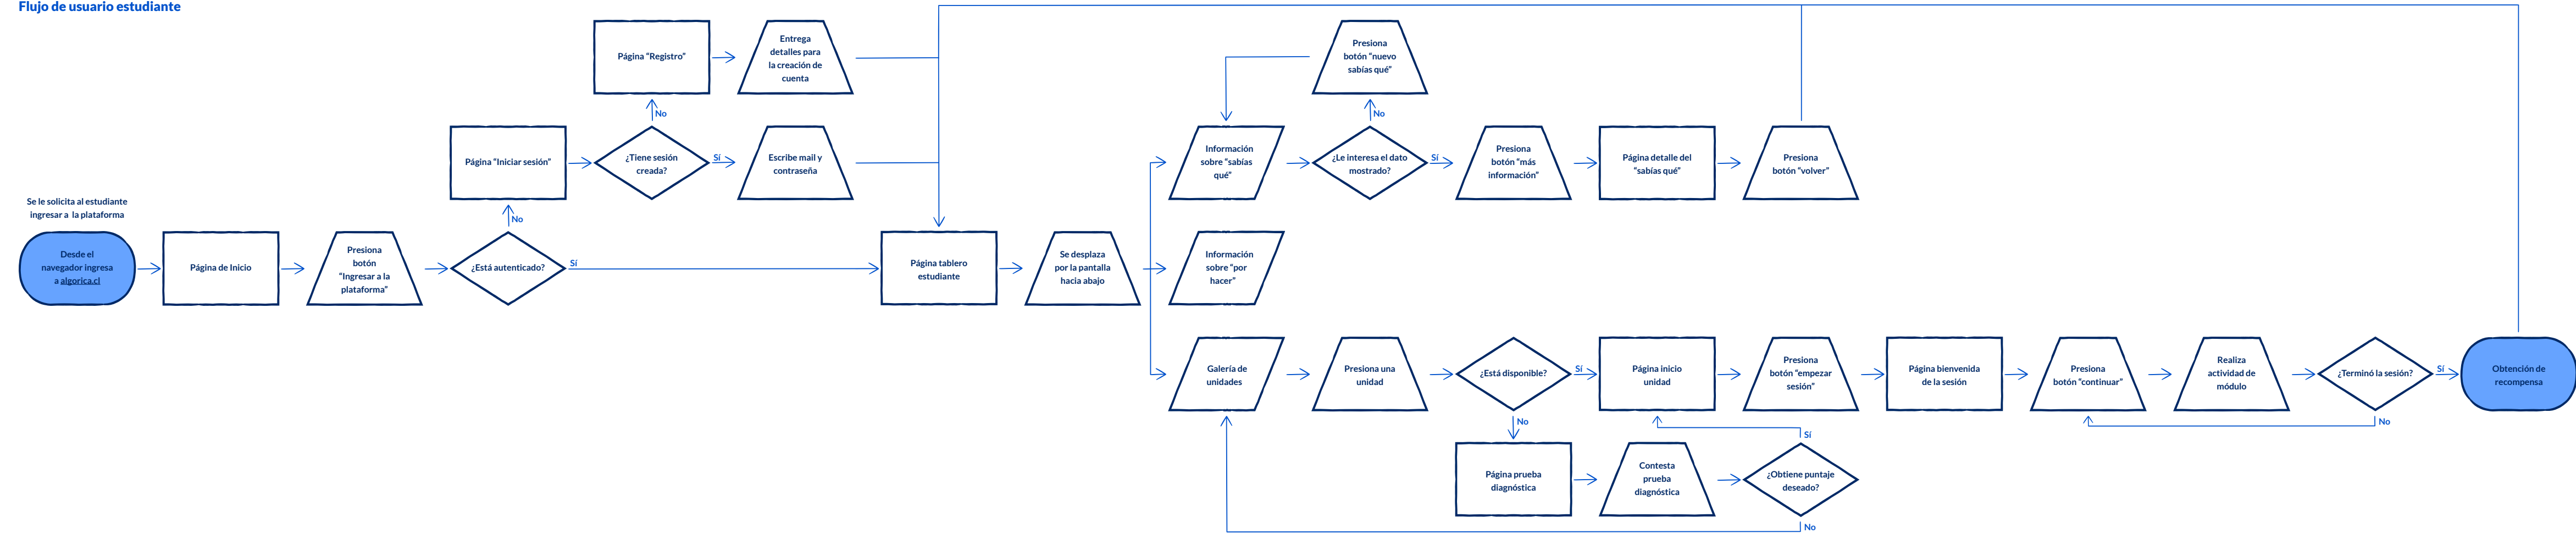 Flujo de usuario estudiante
Página “Registro”
Entrega
detalles para
la creación de
cuenta
Presiona
botón “nuevo
sabías qué”
No
No
Página “Iniciar sesión”
¿Tiene sesión
creada?
Sí
Escribe mail y
contraseña
Información
sobre “sabías
qué”
¿Le interesa el dato
mostrado?
Sí
Presiona
botón “más
información”
Página detalle del
“sabías qué”
Presiona
botón “volver”
Se le solicita al estudiante
ingresar a la plataforma
No
Desde el
navegador ingresa
a algorica.cl
Página de Inicio
Presiona
botón
“Ingresar a la
plataforma”
¿Está autenticado?
Sí
Página tablero
estudiante
Se desplaza
por la pantalla
hacia abajo
Información
sobre “por
hacer”
Galería de
unidades
Presiona una
unidad
¿Está disponible?
Sí
Página inicio
unidad
Presiona
botón “empezar
sesión”
Página bienvenida
de la sesión
Presiona
botón “continuar”
Realiza
actividad de
módulo
¿Terminó la sesión?
Sí
Obtención de
recompensa
No
No
Sí
Página prueba
diagnóstica
Contesta
prueba
diagnóstica
¿Obtiene puntaje
deseado?
No